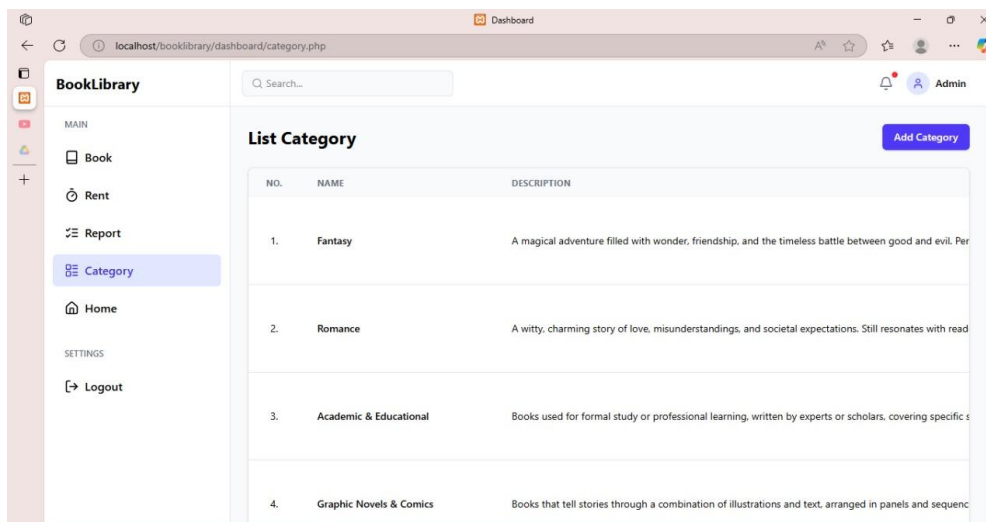 Dashboard
localhost/booklibrary/dashboard/category.php
BookLibrary
Search...
Admin
MAIN
Book
Rent
Report
Category
Home
SETTINGS
Logout
List Category
Add Category
NO. NAME DESCRIPTION
1. Fantasy A magical adventure filled with wonder, friendship, and the timeless battle between good and evil. Per
2. Romance A witty, charming story of love, misunderstandings, and societal expectations. Still resonates with read
3. Academic & Educational Books used for formal study or professional learning, written by experts or scholars, covering specific s
4. Graphic Novels & Comics Books that tell stories through a combination of illustrations and text, arranged in panels and sequenc